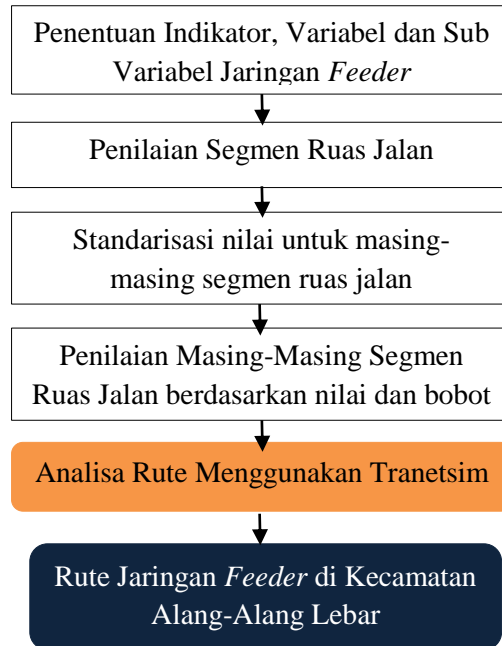 Penentuan Indikator, Variabel dan Sub
Variabel Jaringan Feeder
Penilaian Segmen Ruas Jalan
Standarisasi nilai untuk masing-
masing segmen ruas jalan
Penilaian Masing-Masing Segmen
Ruas Jalan berdasarkan nilai dan bobot
Analisa Rute Menggunakan Tranetsim
Rute Jaringan Feeder di Kecamatan
Alang-Alang Lebar